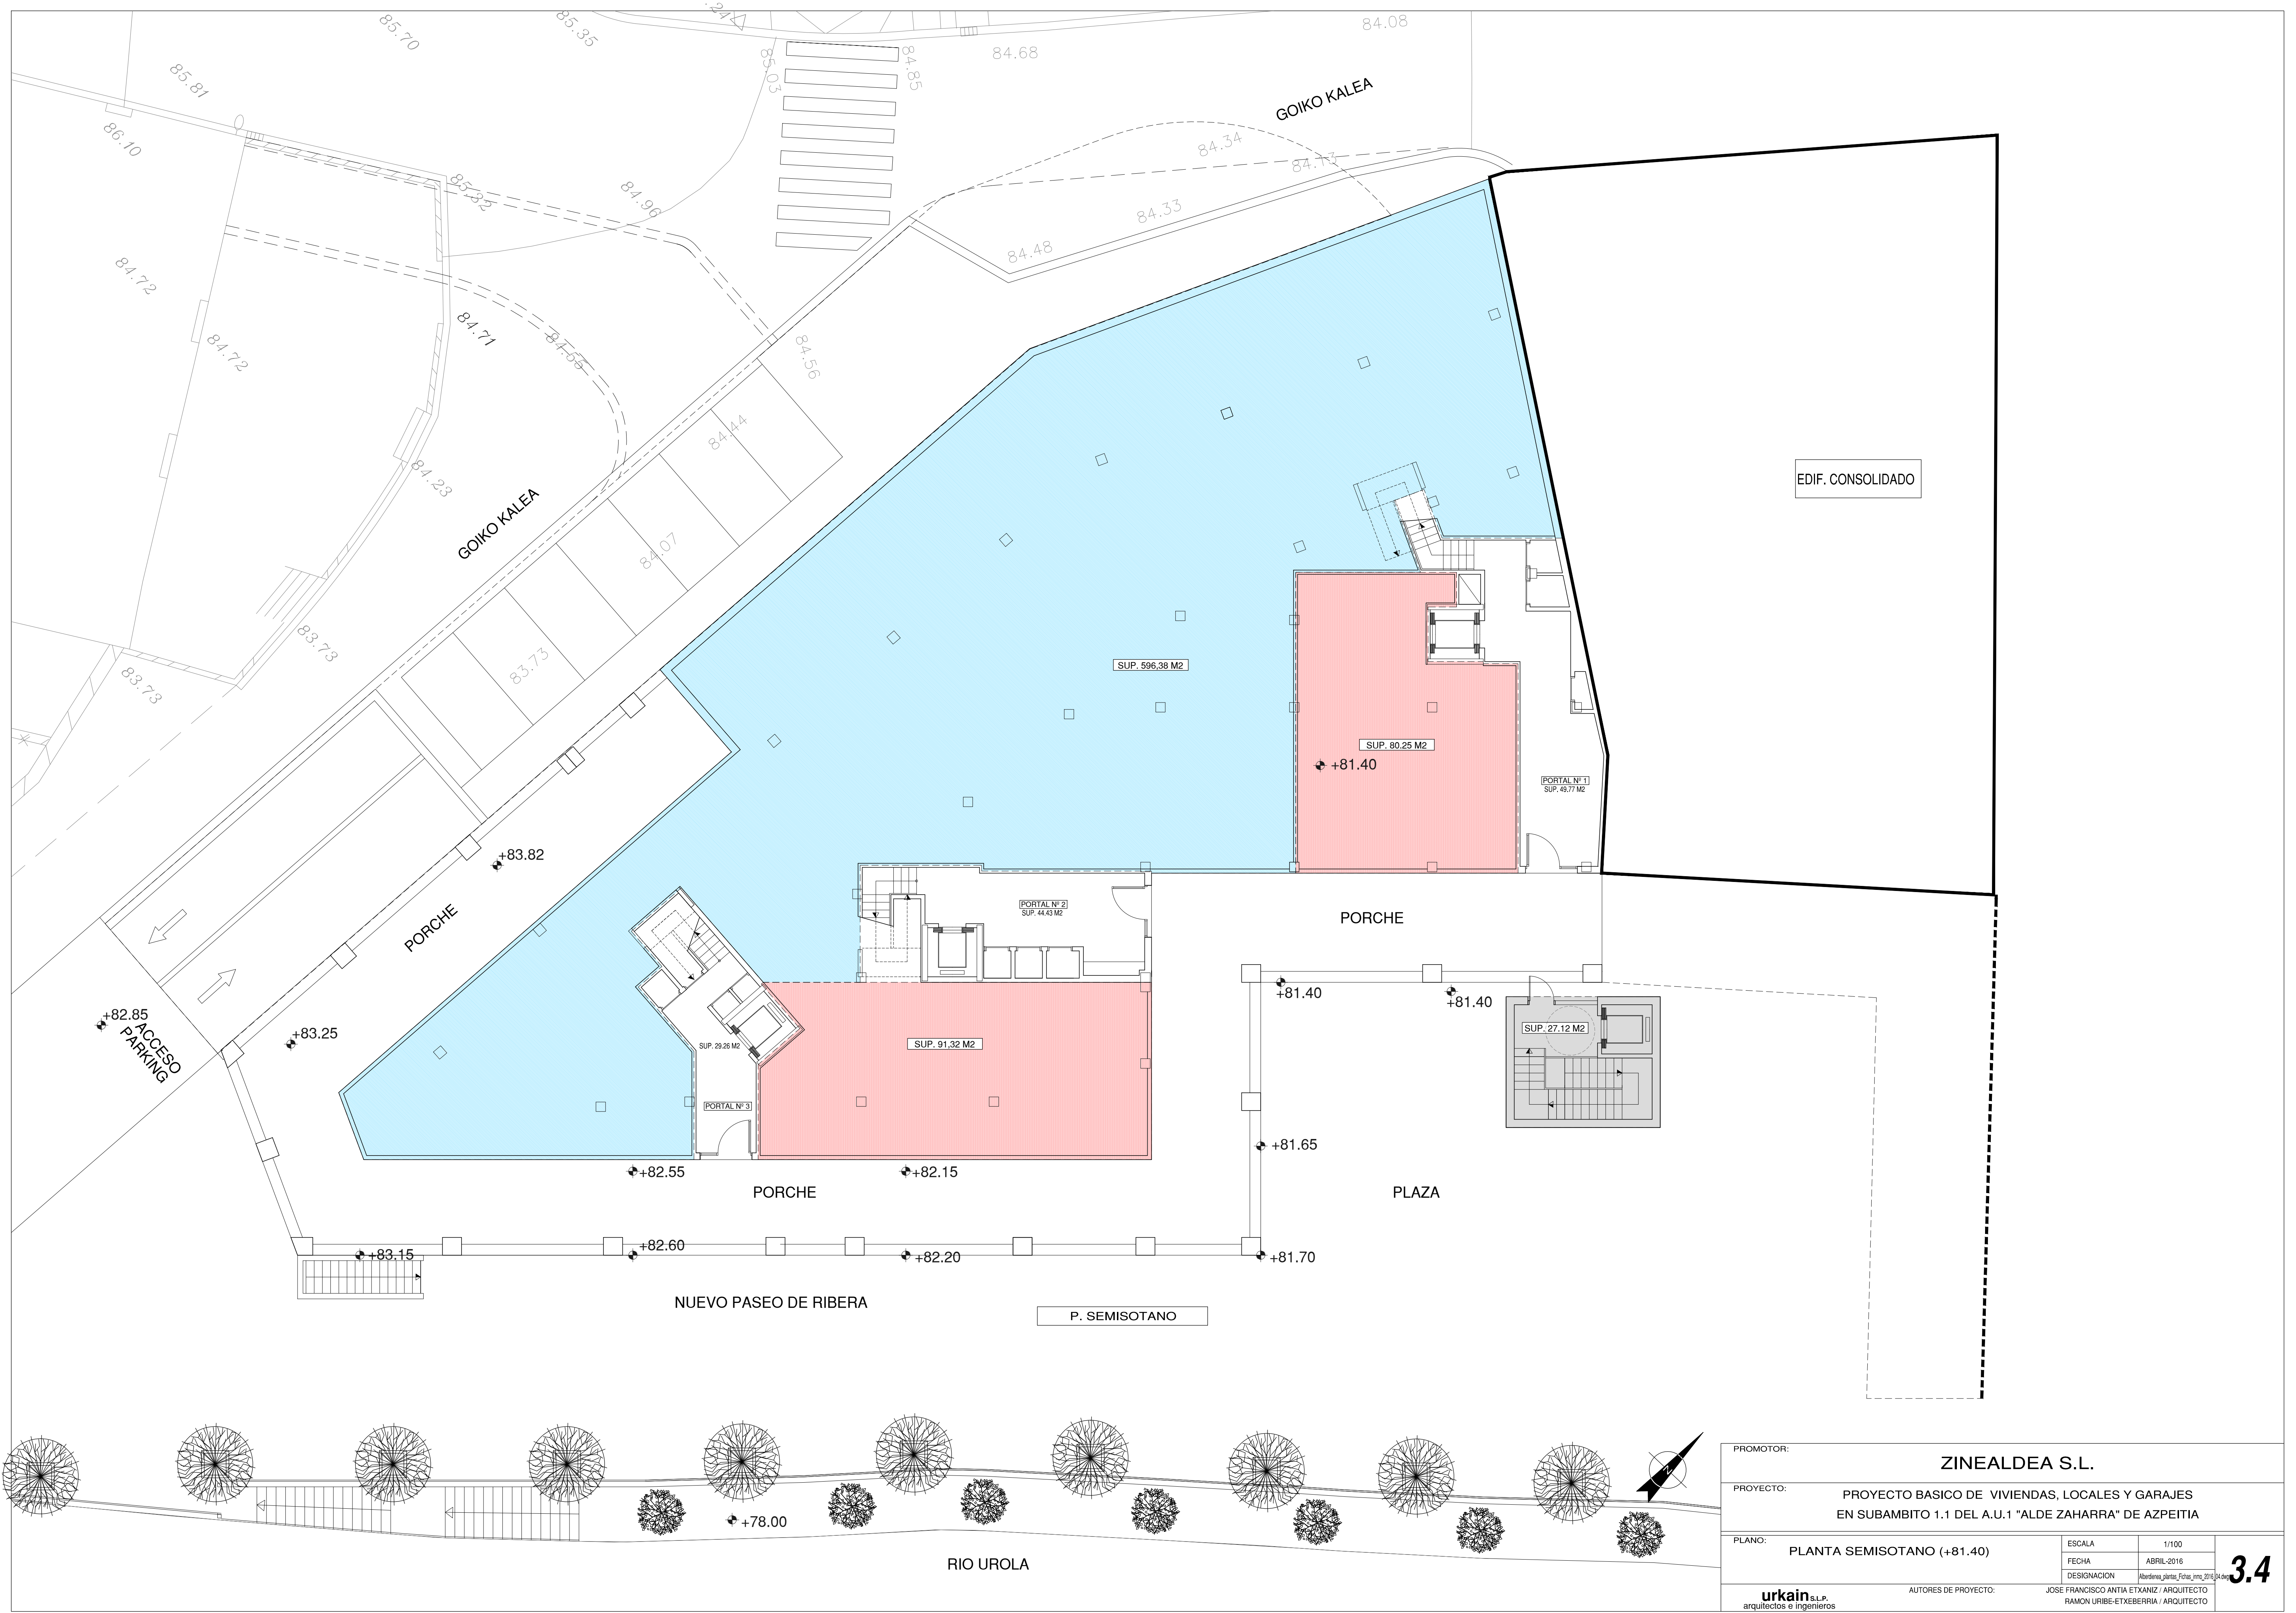 85.70
85.35
84.08
84.68
85.03
84.85
85.81
86.10
GOIKO KALEA
84.34
84.13
85.32
84.96
84.33
84.48
84.72
84.71
84.55
84.72
84.56
84.44
84.23
GOIKO KALEA
84.07
83.73
83.73
83.73
EDIF. CONSOLIDADO
SUP. 596,38 M2
SUP. 80.25 M2
+81.40
PORTAL Nº 1
SUP. 49,77 M2
+83.82
PORCHE
PORTAL Nº 2
SUP. 44.43 M2
PORCHE
+82.85
ACCESO
PARKING
+83.25
+81.40
+81.40
SUP. 27.12 M2
SUP. 29.26 M2
SUP. 91,32 M2
PORTAL Nº 3
+81.65
+82.55
+82.15
PORCHE
PLAZA
+83.15
+82.60
+82.20
+81.70
NUEVO PASEO DE RIBERA
P. SEMISOTANO
+78.00
RIO UROLA
N
PROMOTOR:
ZINEALDEA S.L.
PROYECTO:
PROYECTO BASICO DE VIVIENDAS, LOCALES Y GARAJES
EN SUBAMBITO 1.1 DEL A.U.1 "ALDE ZAHARRA" DE AZPEITIA
PLANO:
PLANTA SEMISOTANO (+81.40)
ESCALA 1/100
FECHA ABRIL-2016
DESIGNACION Alberdienea_plantas_Fichas_inmo_2016_04.dwg
3.4
urkain S.L.P.
arquitectos e ingenieros
AUTORES DE PROYECTO:
JOSE FRANCISCO ANTIA ETXANIZ / ARQUITECTO
RAMON URIBE-ETXEBERRIA / ARQUITECTO